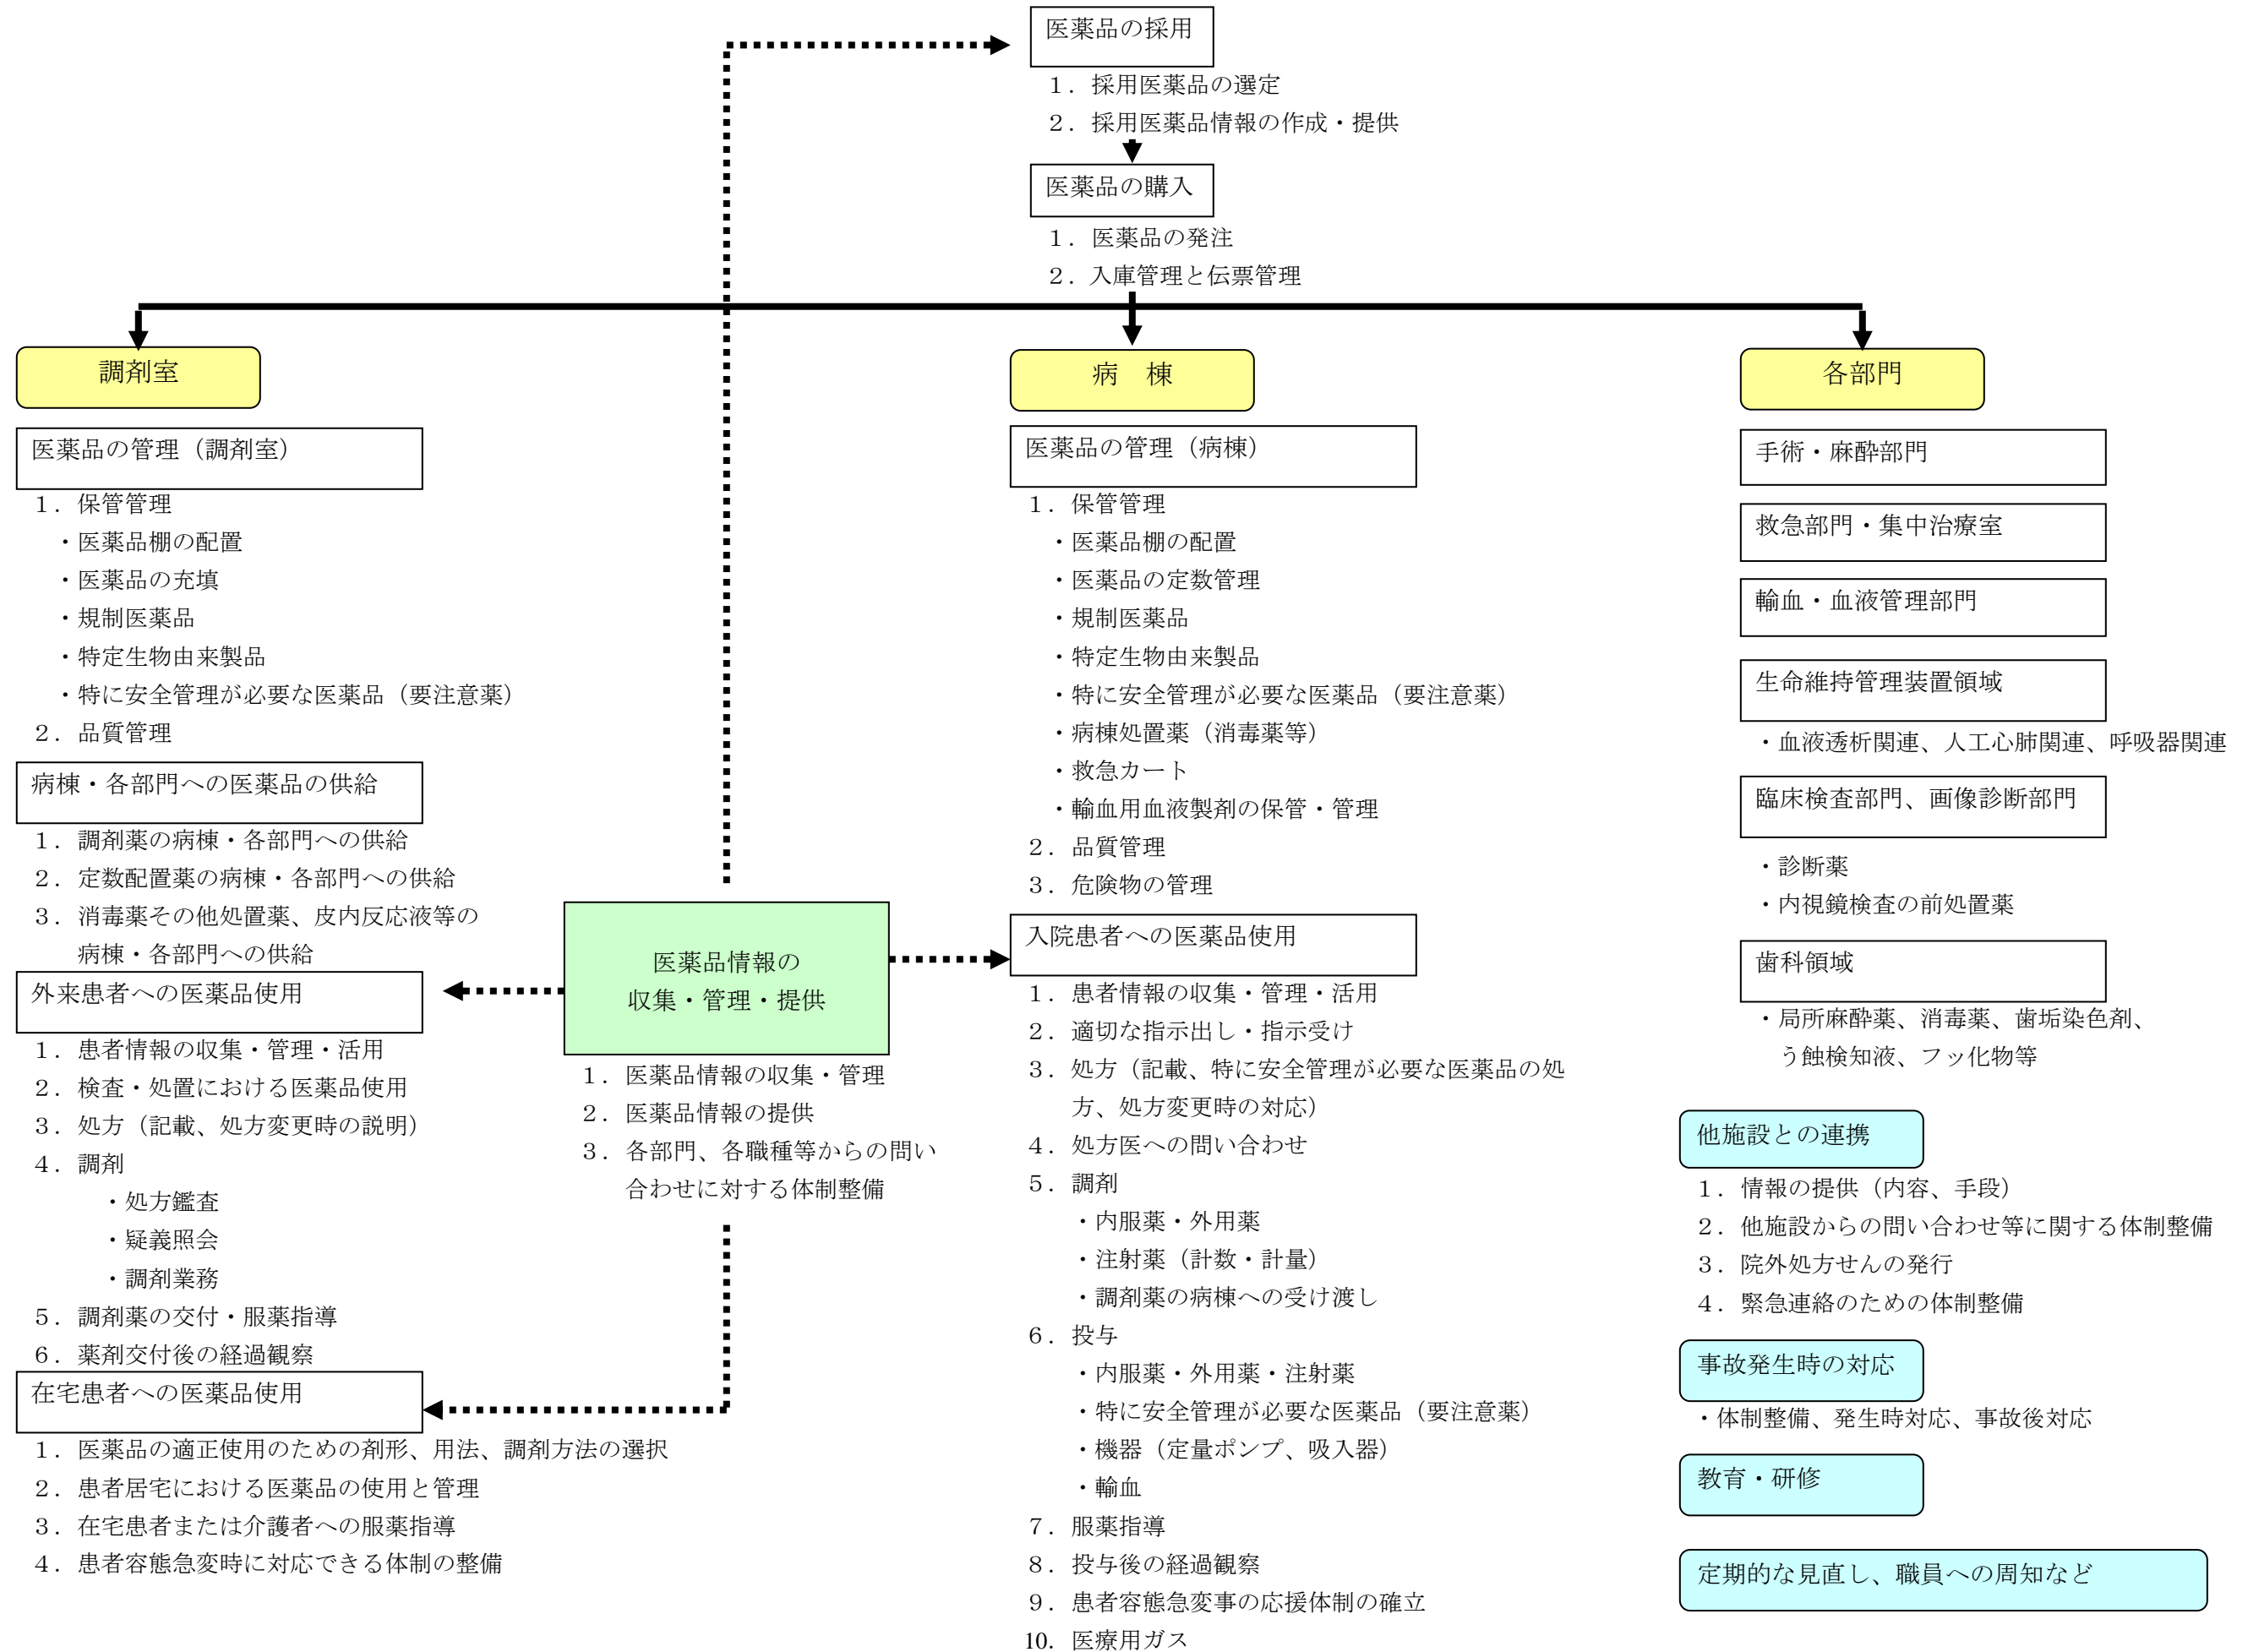 医薬品の採用
１．採用医薬品の選定
２．採用医薬品情報の作成・提供
医薬品の購入
１．医薬品の発注
２．入庫管理と伝票管理
調剤室
医薬品の管理（調剤室）
１．保管管理
・医薬品棚の配置
・医薬品の充填
・規制医薬品
・特定生物由来製品
・特に安全管理が必要な医薬品（要注意薬）
２．品質管理
病棟・各部門への医薬品の供給
１．調剤薬の病棟・各部門への供給
２．定数配置薬の病棟・各部門への供給
３．消毒薬その他処置薬、皮内反応液等の
病棟・各部門への供給
外来患者への医薬品使用
１．患者情報の収集・管理・活用
２．検査・処置における医薬品使用
３．処方（記載、処方変更時の説明）
４．調剤
・処方鑑査
・疑義照会
・調剤業務
５．調剤薬の交付・服薬指導
６．薬剤交付後の経過観察
在宅患者への医薬品使用
１．医薬品の適正使用のための剤形、用法、調剤方法の選択
２．患者居宅における医薬品の使用と管理
３．在宅患者または介護者への服薬指導
４．患者容態急変時に対応できる体制の整備
医薬品情報の
収集・管理・提供
１．医薬品情報の収集・管理
２．医薬品情報の提供
３．各部門、各職種等からの問い
合わせに対する体制整備
病　棟
医薬品の管理（病棟）
１．保管管理
・医薬品棚の配置
・医薬品の定数管理
・規制医薬品
・特定生物由来製品
・特に安全管理が必要な医薬品（要注意薬）
・病棟処置薬（消毒薬等）
・救急カート
・輸血用血液製剤の保管・管理
２．品質管理
３．危険物の管理
入院患者への医薬品使用
１．患者情報の収集・管理・活用
２．適切な指示出し・指示受け
３．処方（記載、特に安全管理が必要な医薬品の処
方、処方変更時の対応）
４．処方医への問い合わせ
５．調剤
・内服薬・外用薬
・注射薬（計数・計量）
・調剤薬の病棟への受け渡し
６．投与
・内服薬・外用薬・注射薬
・特に安全管理が必要な医薬品（要注意薬）
・機器（定量ポンプ、吸入器）
・輸血
７．服薬指導
８．投与後の経過観察
９．患者容態急変事の応援体制の確立
10．医療用ガス
各部門
手術・麻酔部門
救急部門・集中治療室
輸血・血液管理部門
生命維持管理装置領域
・血液透析関連、人工心肺関連、呼吸器関連
臨床検査部門、画像診断部門
・診断薬
・内視鏡検査の前処置薬
歯科領域
・局所麻酔薬、消毒薬、歯垢染色剤、
う蝕検知液、フッ化物等
他施設との連携
１．情報の提供（内容、手段）
２．他施設からの問い合わせ等に関する体制整備
３．院外処方せんの発行
４．緊急連絡のための体制整備
事故発生時の対応
・体制整備、発生時対応、事故後対応
教育・研修
定期的な見直し、職員への周知など